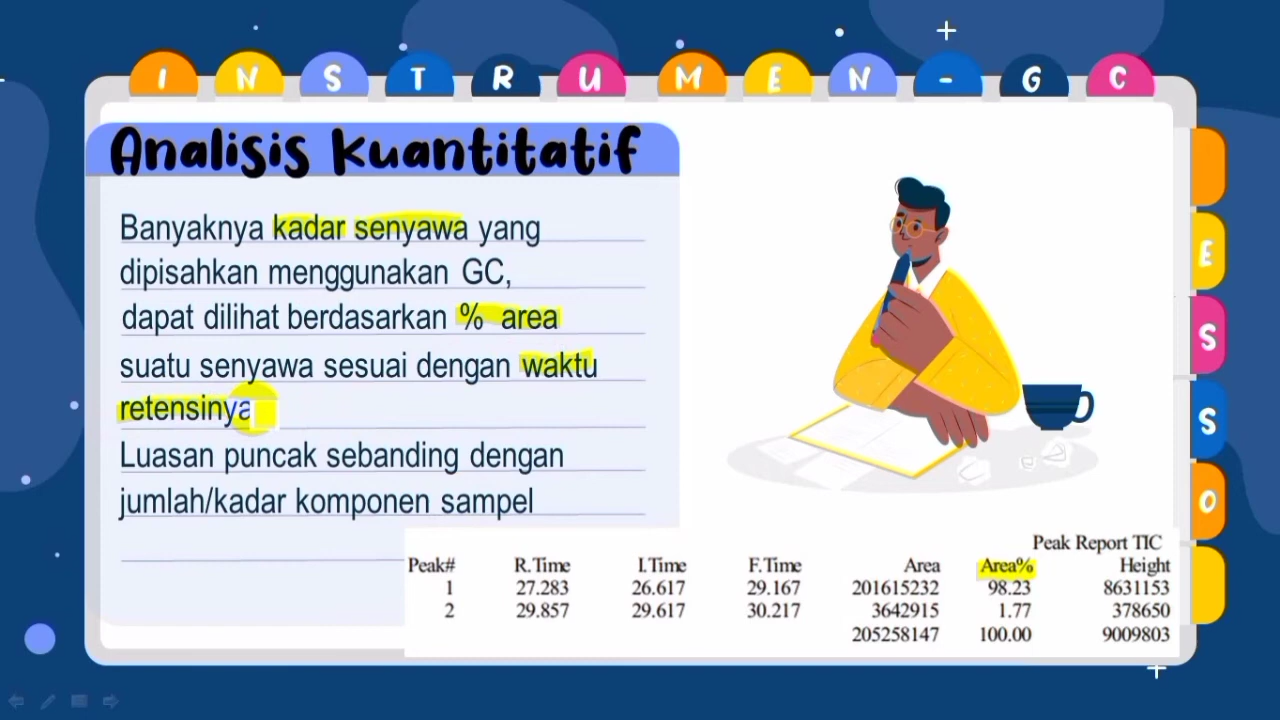 INSTRUMEN-GC
Analisis Kuantitatif
Banyaknya kadar senyawa yang
dipisahkan menggunakan GC,
dapat dilihat berdasarkan % area
suatu senyawa sesuai dengan waktu
retensinya
Luasan puncak sebanding dengan
jumlah/kadar komponen sampel
Peak Report TIC
Peak# R.Time I.Time F.Time Area Area% Height
1 27.283 26.617 29.167 201615232 98.23 8631153
2 29.857 29.617 30.217 3642915 1.77 378650
205258147 100.00 9009803
E
S
S
O